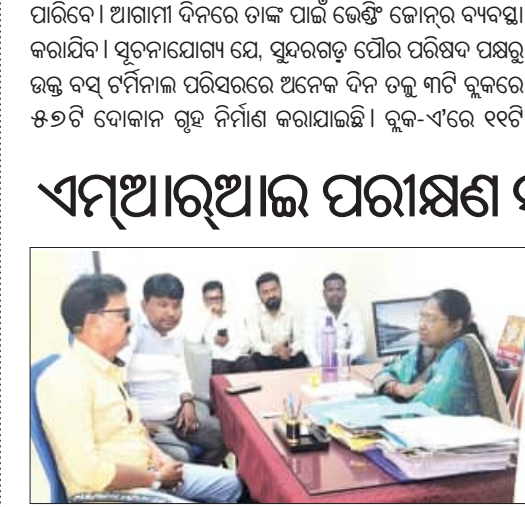 ପାରିବେ। ଆଗାମୀ ଦିନରେ ତାଙ୍କ ପାଇଁ ଭେଣ୍ଡିଂ ଜୋନ୍‌ର ବ୍ୟବସ୍ଥା
କରାଯିବ। ସୂଚନାଯୋଗ୍ୟ ଯେ, ସୁନ୍ଦରଗଡ଼ ପୌର ପରିଷଦ ପକ୍ଷରୁ
ଉକ୍ତ ବସ୍ ଟର୍ମିନାଲ ପରିସରରେ ଅନେକ ଦିନ ତଳୁ ୩ଟି ବ୍ଲକରେ
୫୭ଟି ଦୋକାନ ଗୃହ ନିର୍ମାଣ କରାଯାଇଛି। ବ୍ଲକ-ଏ'ରେ ୧୧ଟି
ଏମ୍‌ଆର୍‌ଆଇ ପରୀକ୍ଷଣ